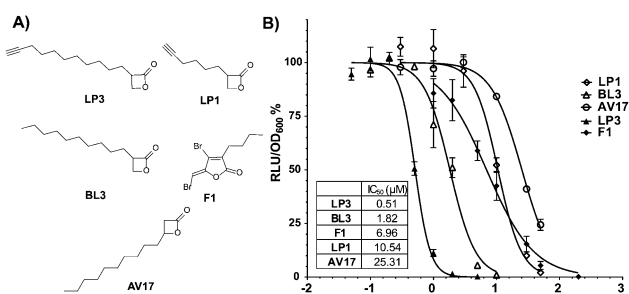 A)
O
O
LP3
O
O
LP1
O
O
BL3
Br
Br
O
O
F1
O
O
AV17
B)
RLU/OD600 %
100
75
50
25
0
-2
-1
0
1
2
3
LP1
BL3
AV17
LP3
F1
IC50 (µM)
LP3 0.51
BL3 1.82
F1 6.96
LP1 10.54
AV17 25.31